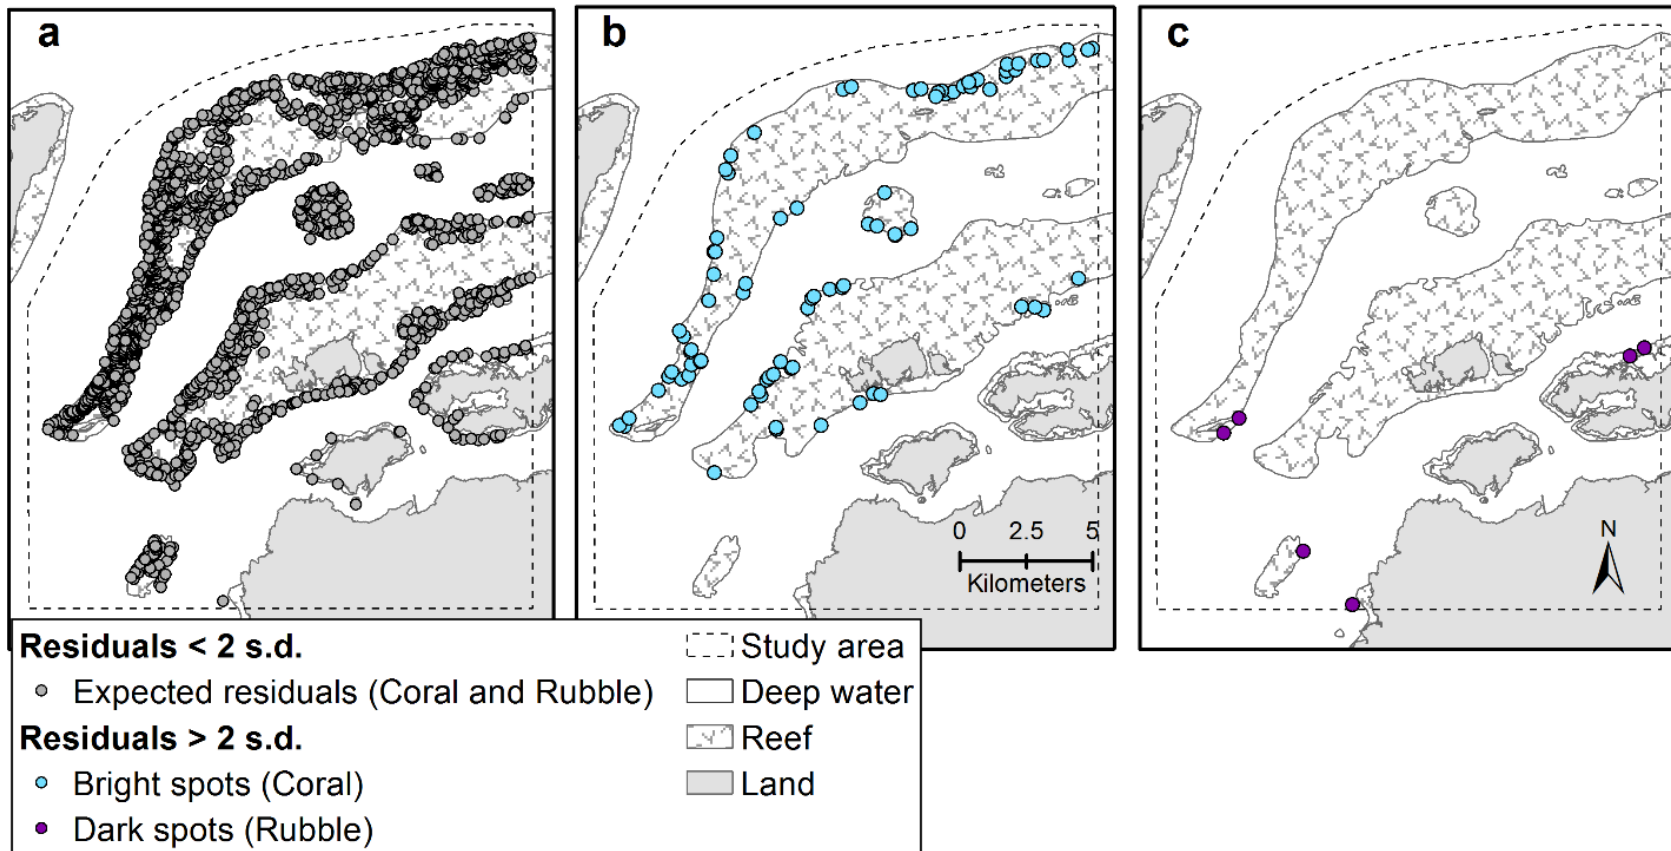 a
b
c
0 2.5 5
Kilometers
N
Residuals < 2 s.d.
Expected residuals (Coral and Rubble)
Residuals > 2 s.d.
Bright spots (Coral)
Dark spots (Rubble)
Study area
Deep water
Reef
Land